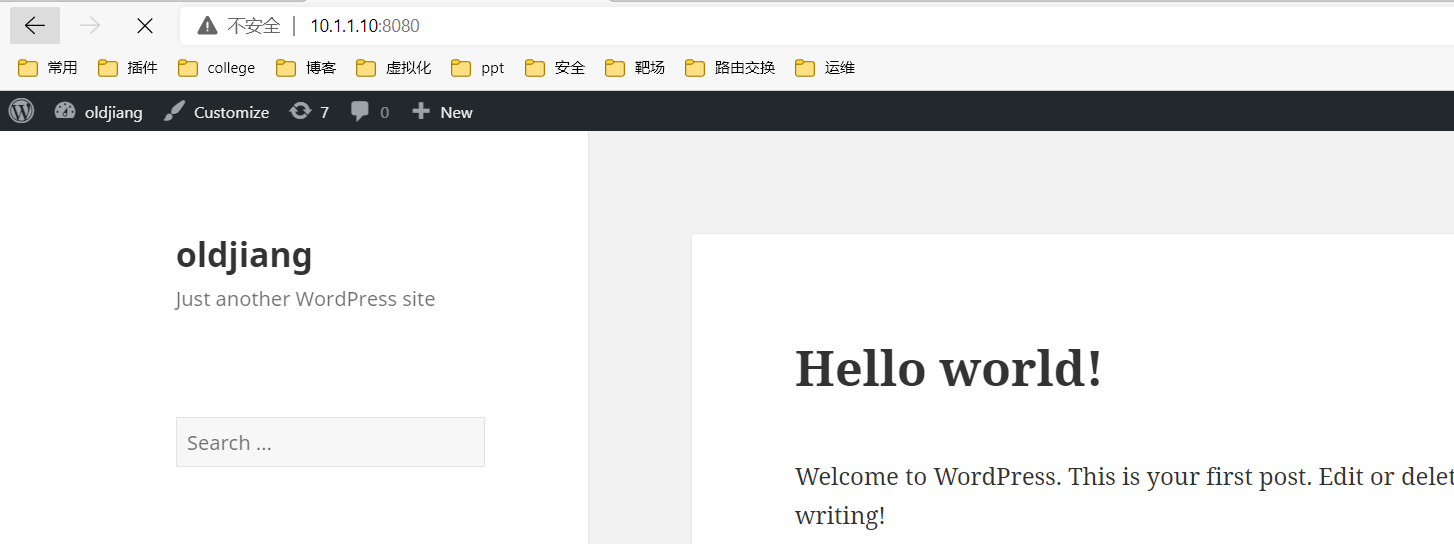 不安全 | 10.1.1.10:8080
常用 插件 college 博客 虚拟化 ppt 安全 靶场 路由交换 运维
oldjiang Customize 7 0 New
oldjiang
Just another WordPress site
Search ...
Hello world!
Welcome to WordPress. This is your first post. Edit or delet
writing!